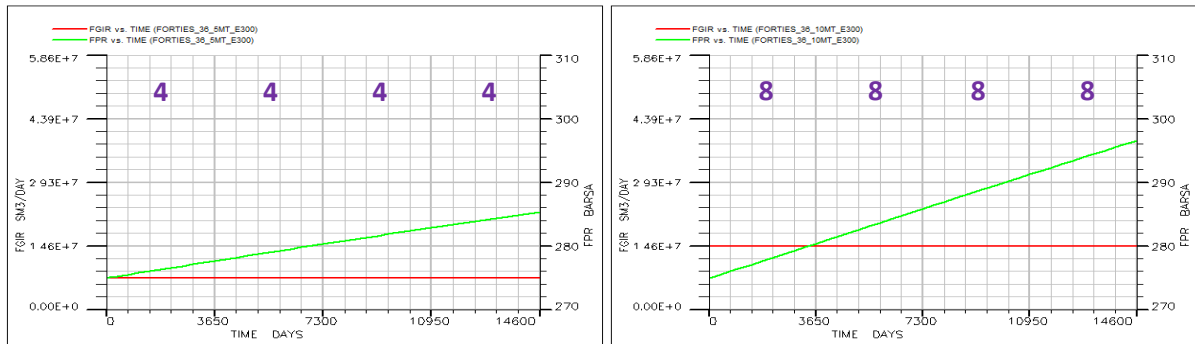 FGIR vs. TIME (FORTIES_36_5MT_E300)
FPR vs. TIME (FORTIES_36_5MT_E300)
5.86E+7
4.39E+7
2.93E+7
1.46E+7
0.00E+0
FGIR SM3/DAY
4 4 4 4
310
300
290
280
270
FPR BARSA
0 3650 7300 10950 14600
TIME DAYS
FGIR vs. TIME (FORTIES_36_10MT_E300)
FPR vs. TIME (FORTIES_36_10MT_E300)
5.86E+7
4.39E+7
2.93E+7
1.46E+7
0.00E+0
FGIR SM3/DAY
8 8 8 8
310
300
290
280
270
FPR BARSA
0 3650 7300 10950 14600
TIME DAYS